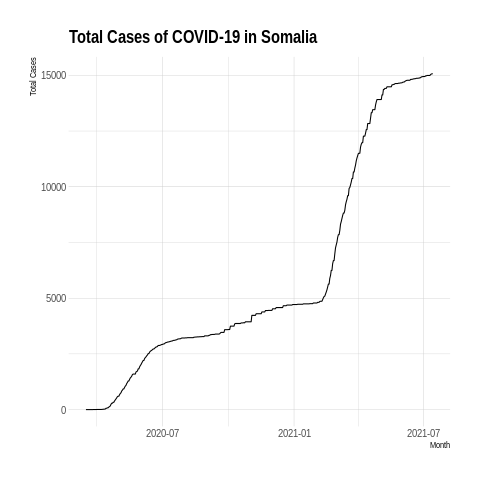 Total Cases of COVID-19 in Somalia
Total Cases
15000
10000
5000
0
2020-07
2021-01
2021-07
Month